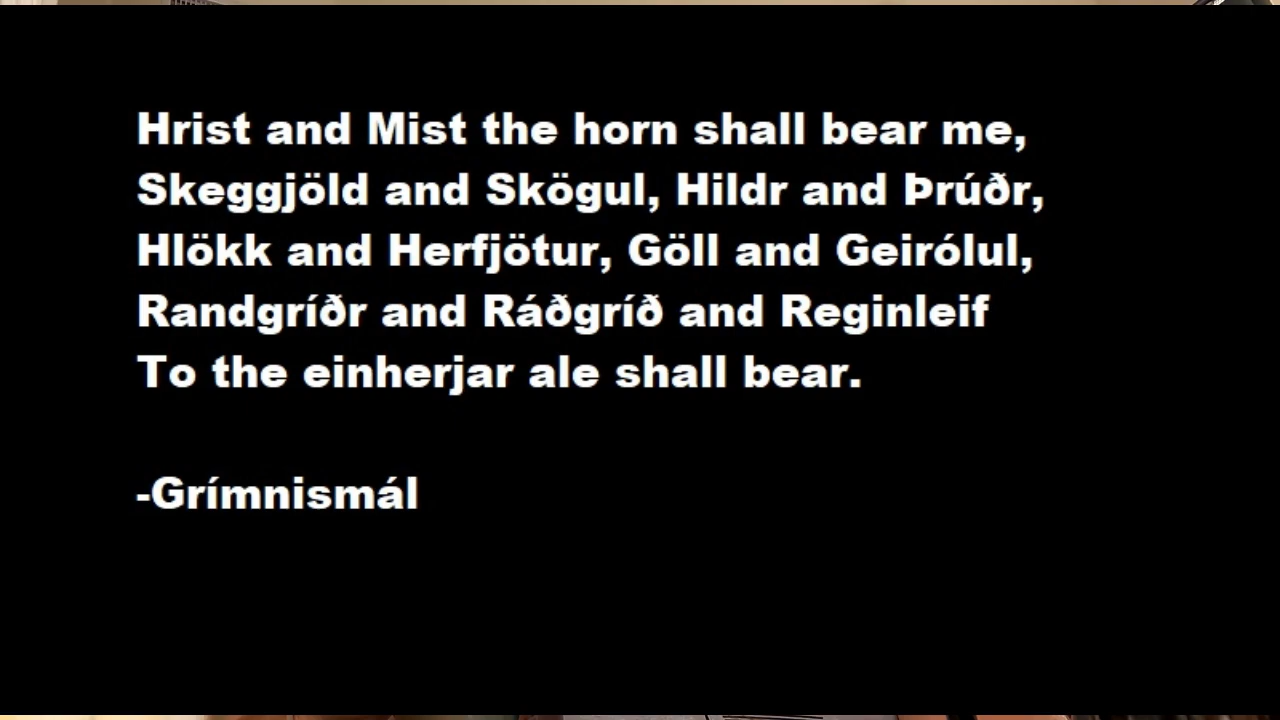 Hrist and Mist the horn shall bear me,
Skeggjöld and Skögul, Hildr and Þrúðr,
Hlökk and Herfjötur, Göll and Geirólul,
Randgríðr and Ráðgríð and Reginleif
To the einherjar ale shall bear.
-Grímnismál